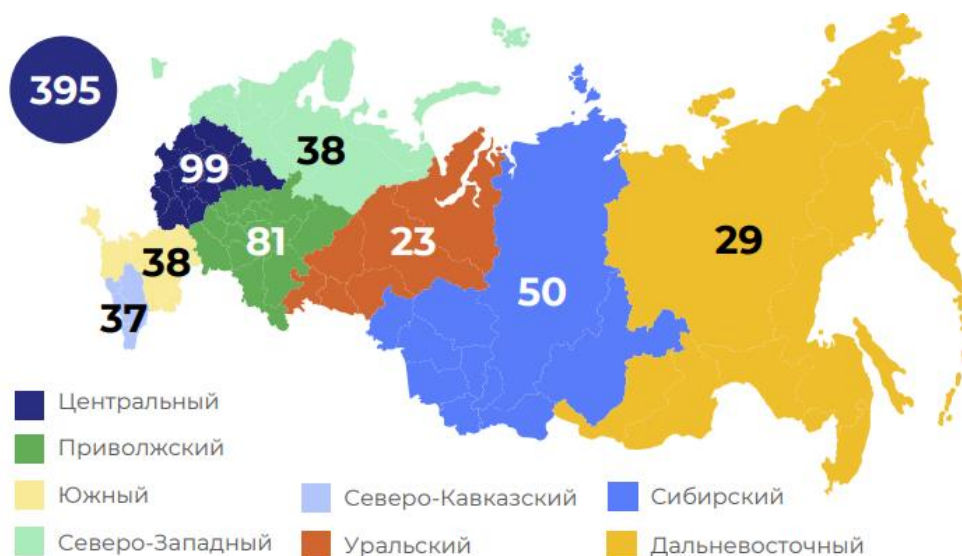 395
99
38
81
23
29
38
50
37
Центральный
Приволжский
Южный
Северо-Западный
Северо-Кавказский
Уральский
Сибирский
Дальневосточный